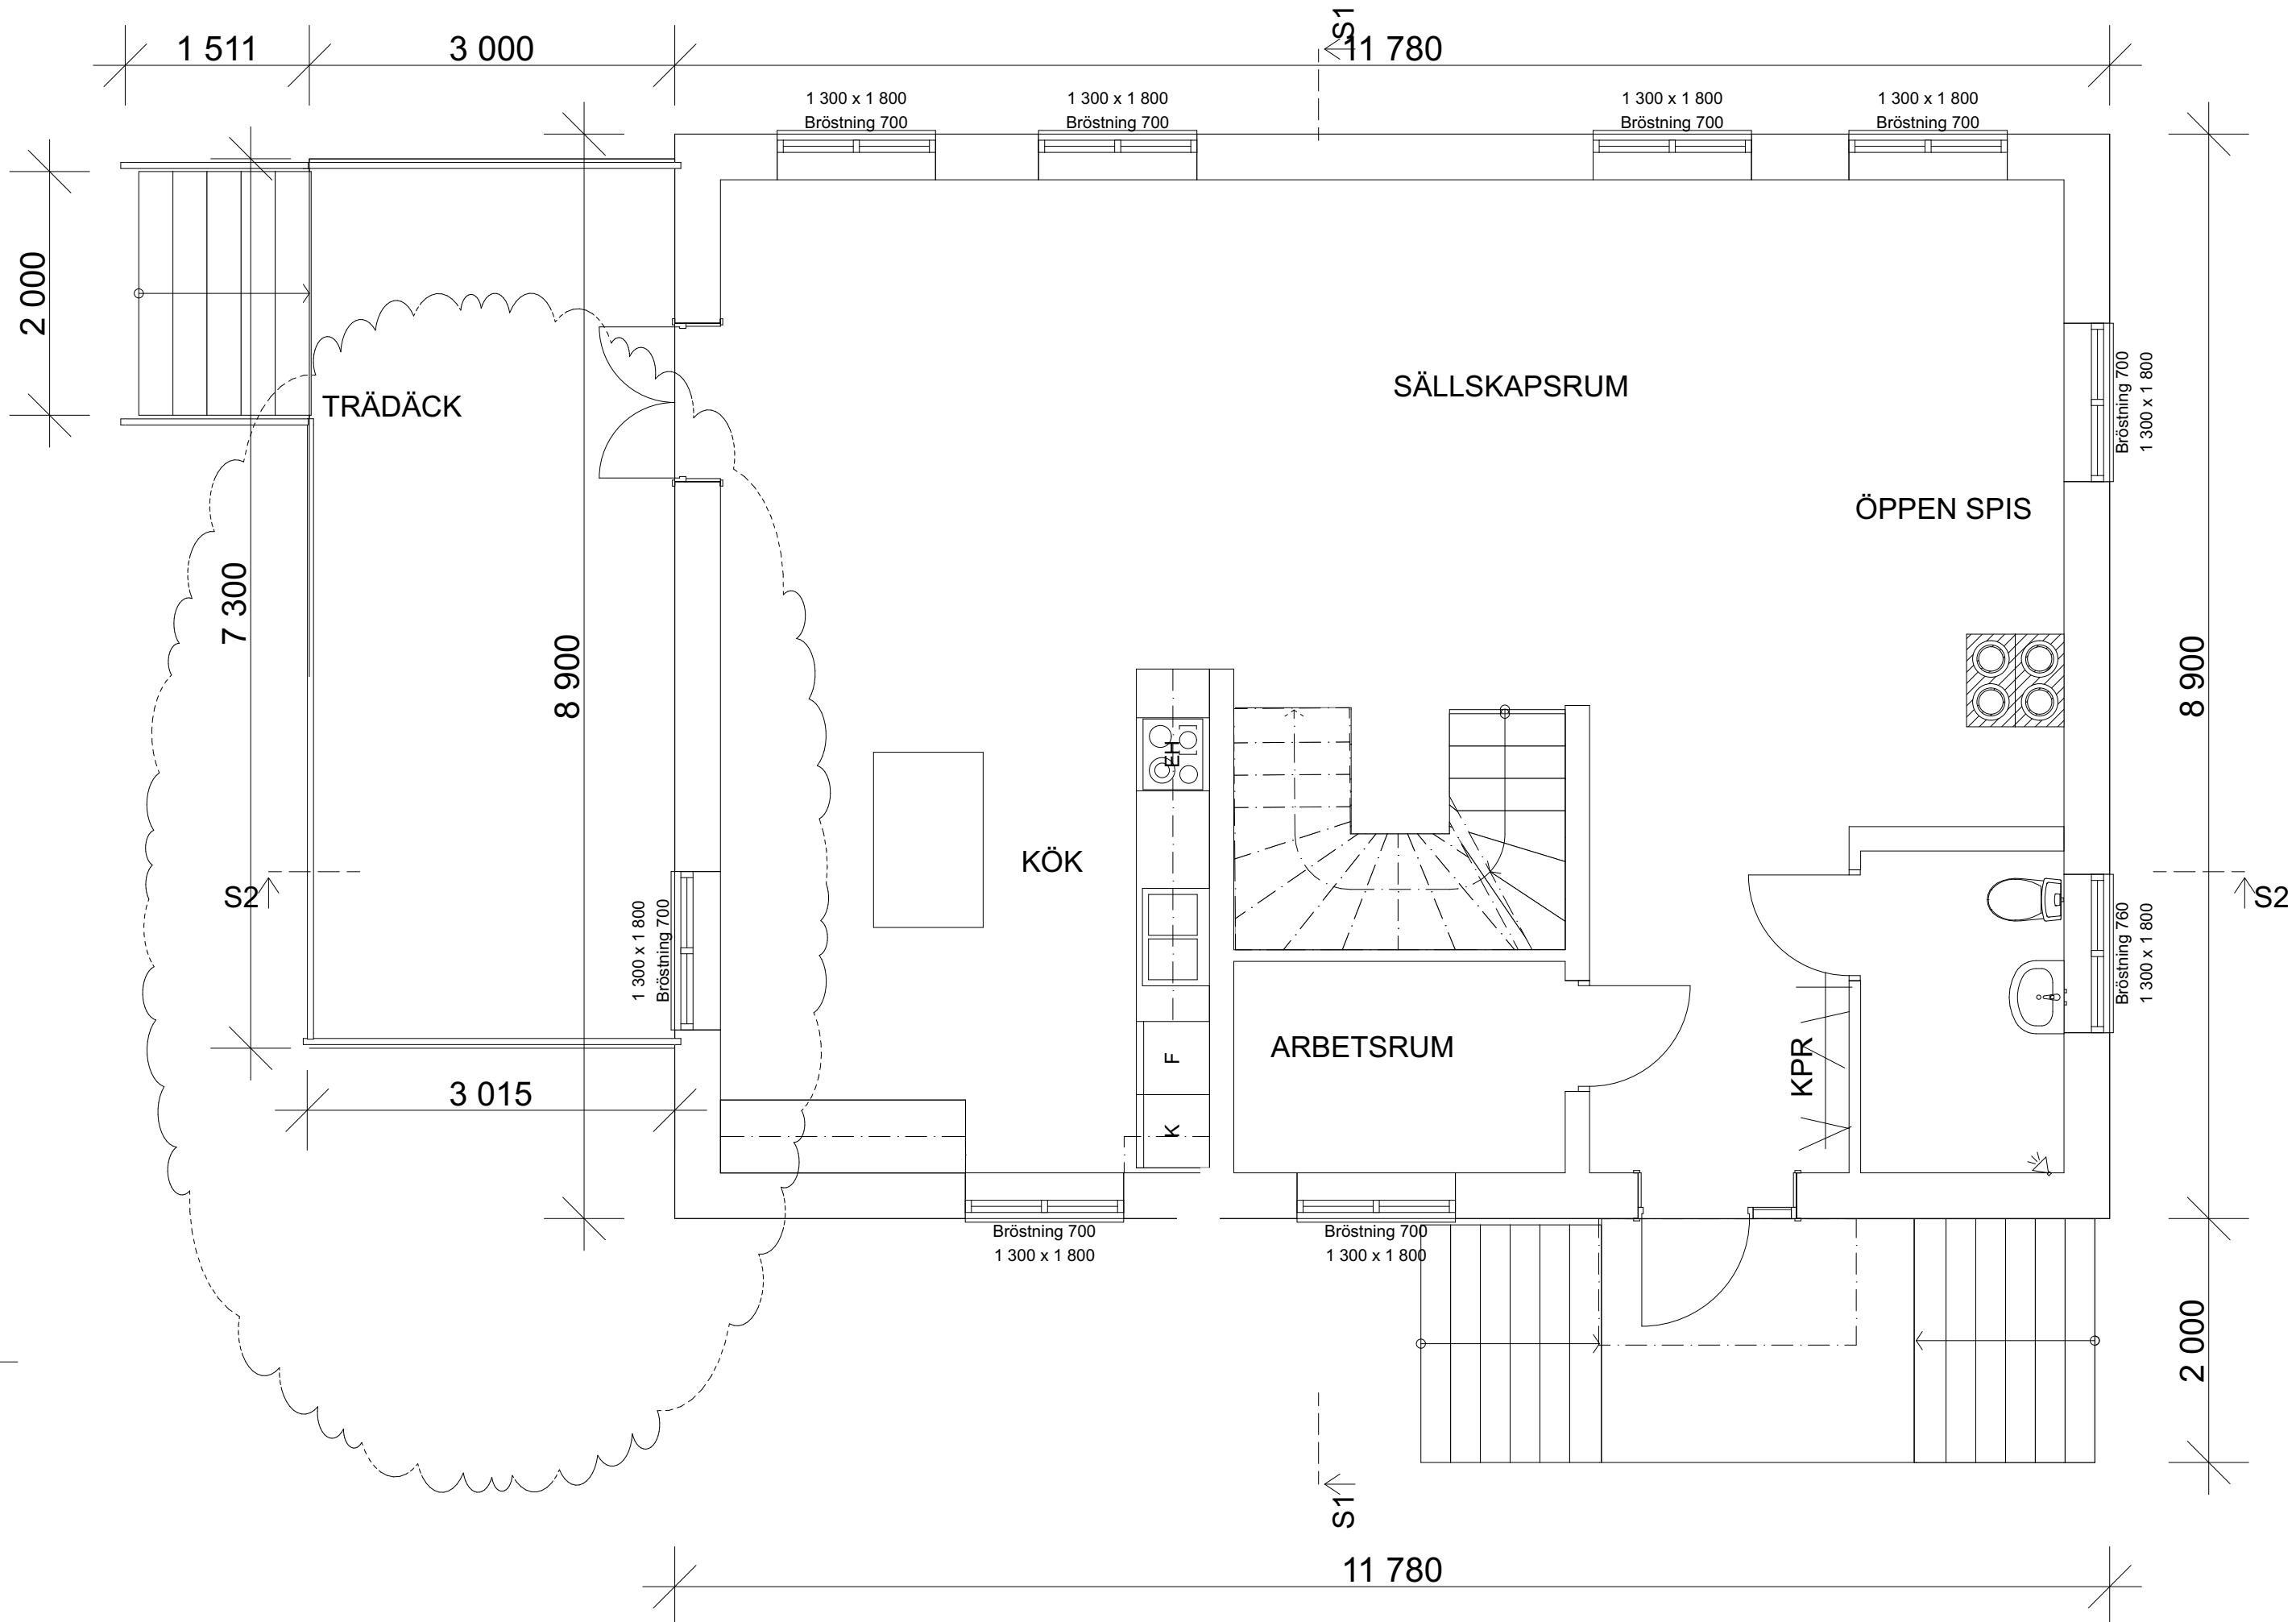 S1
1 511
3 000
11 780
1 300 x 1 800
Bröstning 700
1 300 x 1 800
Bröstning 700
1 300 x 1 800
Bröstning 700
1 300 x 1 800
Bröstning 700
2 000
TRÄDÄCK
SÄLLSKAPSRUM
Bröstning 700
1 300 x 1 800
ÖPPEN SPIS
7 300
8 900
8 900
EH
KÖK
S2
1 300 x 1 800
Bröstning 700
S2
Bröstning 760
1 300 x 1 800
ARBETSRUM
F
KPR
3 015
K
Bröstning 700
1 300 x 1 800
Bröstning 700
1 300 x 1 800
2 000
S1
11 780